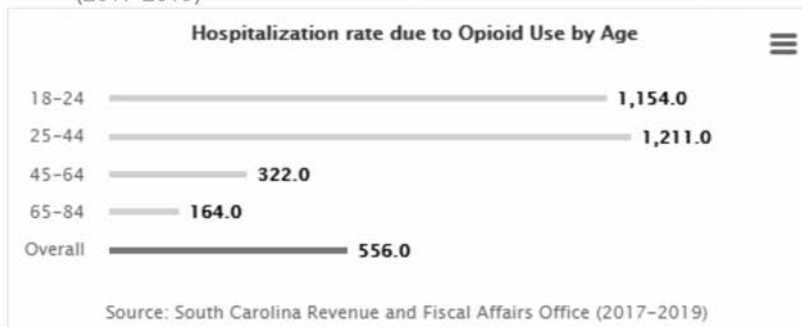 Hospitalization rate due to Opioid Use by Age
18-24 1,154.0
25-44 1,211.0
45-64 322.0
65-84 164.0
Overall 556.0
Source: South Carolina Revenue and Fiscal Affairs Office (2017-2019)